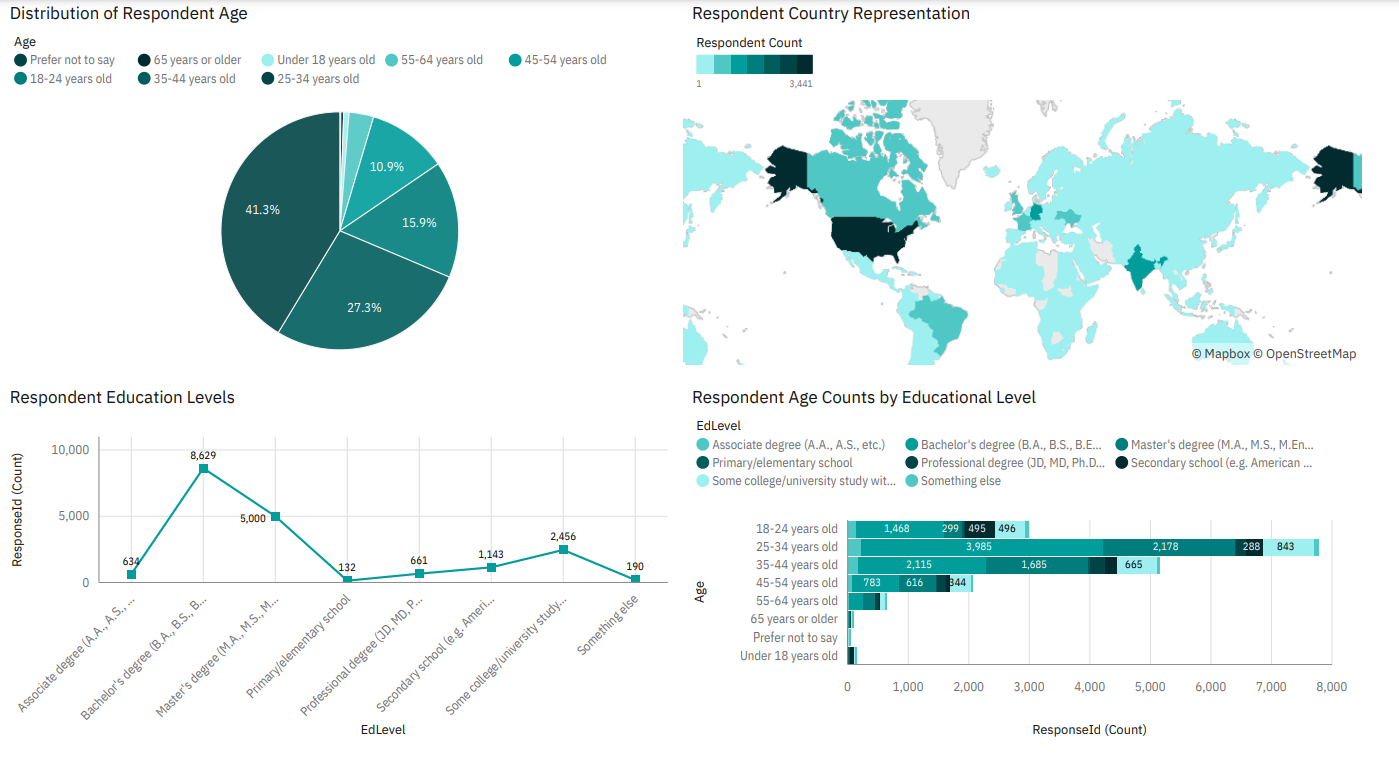 Distribution of Respondent Age
Age
Prefer not to say
65 years or older
Under 18 years old
55-64 years old
45-54 years old
18-24 years old
35-44 years old
25-34 years old
10.9%
41.3%
15.9%
27.3%
Respondent Country Representation
Respondent Count
1
3,441
© Mapbox © OpenStreetMap
Respondent Education Levels
ResponseId (Count)
10,000
5,000
0
634
8,629
5,000
132
661
1,143
2,456
190
Associate degree (A.A., A.S., ...
Bachelor's degree (B.A., B.S., B...
Master's degree (M.A., M.S., M...
Primary/elementary school
Professional degree (JD, MD, P...
Secondary school (e.g. Ameri...
Some college/university study...
Something else
EdLevel
Respondent Age Counts by Educational Level
EdLevel
Associate degree (A.A., A.S., etc.)
Bachelor's degree (B.A., B.S., B.E...
Master's degree (M.A., M.S., M.En...
Primary/elementary school
Professional degree (JD, MD, Ph.D...
Secondary school (e.g. American ...
Some college/university study wit...
Something else
Age
18-24 years old 1,468 299 495 496
25-34 years old 3,985 2,178 288 843
35-44 years old 2,115 1,685 665
45-54 years old 783 616 344
55-64 years old
65 years or older
Prefer not to say
Under 18 years old
0 1,000 2,000 3,000 4,000 5,000 6,000 7,000 8,000
ResponseId (Count)